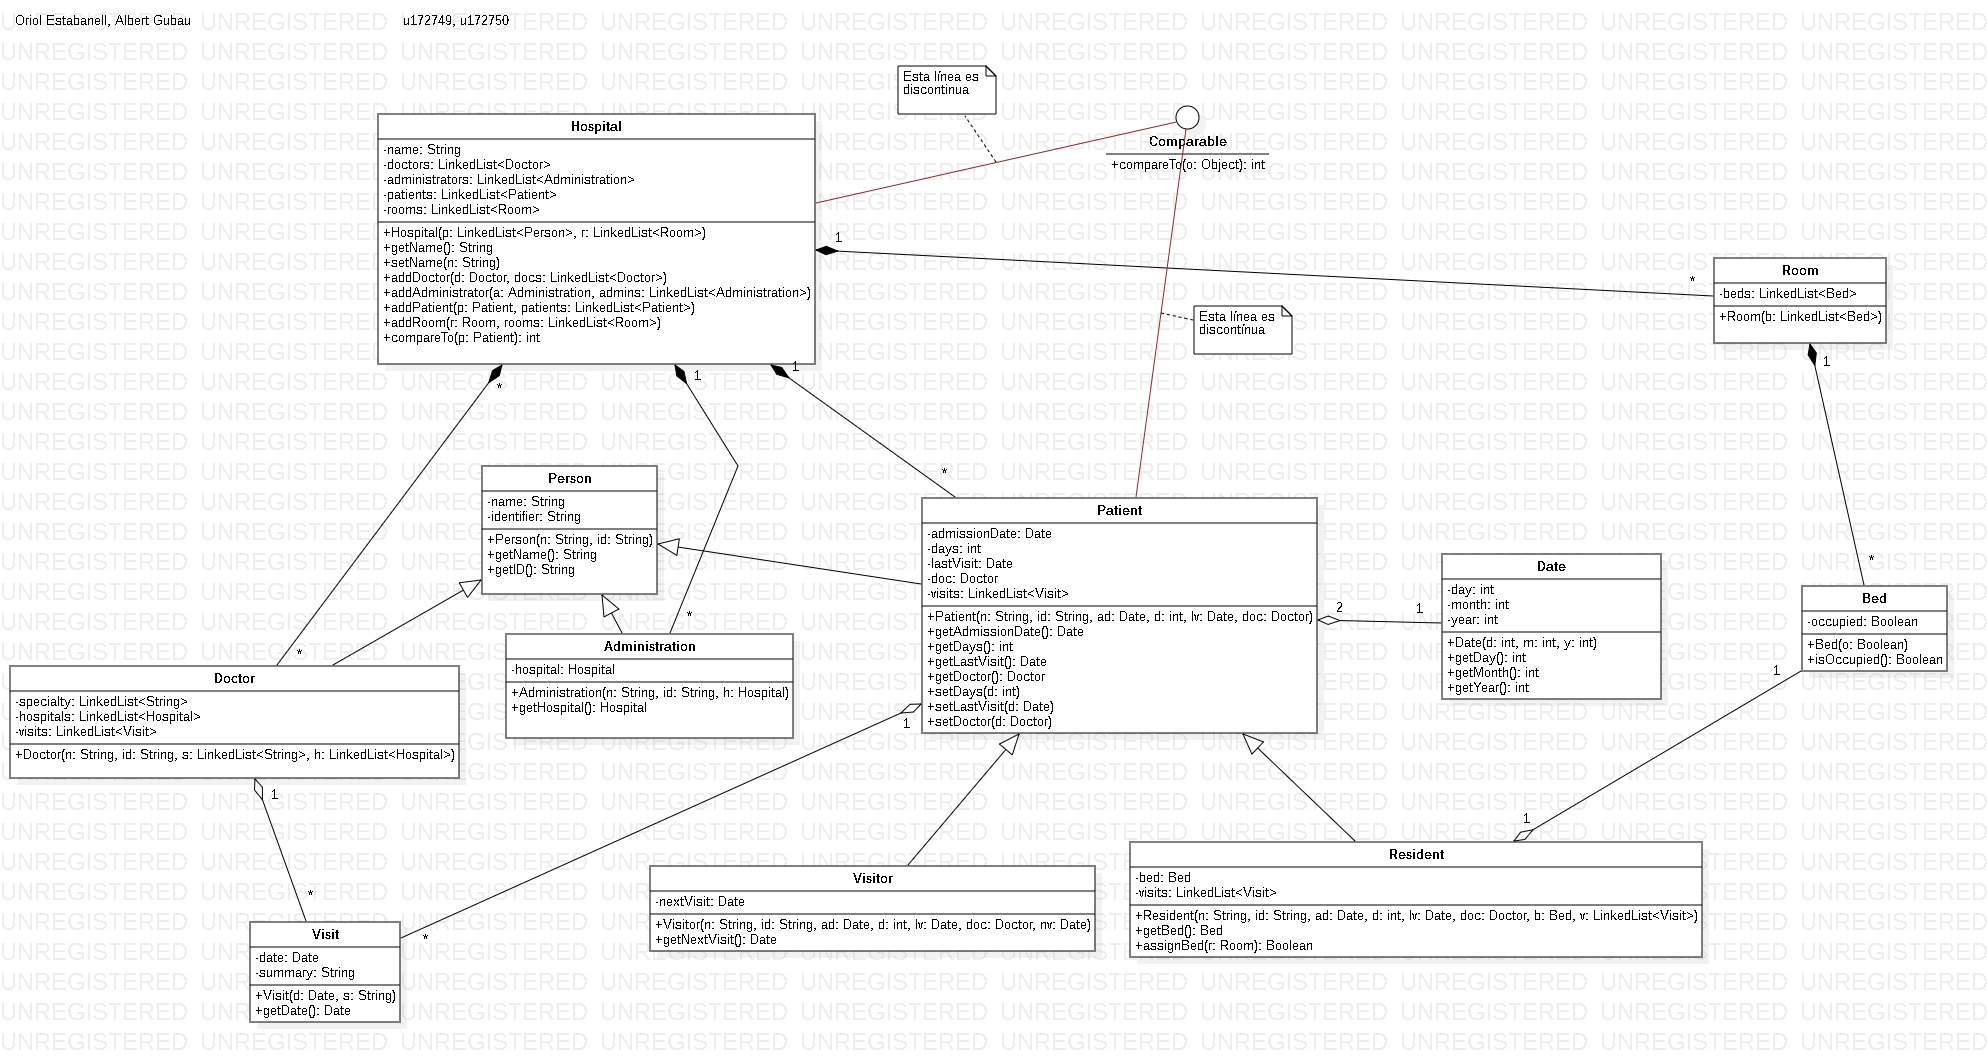 Oriol Estabanell, Albert Gubau
u172749, u172750
Esta línea es
discontinua
Comparable
+compareTo(o: Object): int
Hospital
-name: String
-doctors: LinkedList<Doctor>
-administrators: LinkedList<Administration>
-patients: LinkedList<Patient>
-rooms: LinkedList<Room>
+Hospital(p: LinkedList<Person>, r: LinkedList<Room>)
+getName(): String
+setName(n: String)
+addDoctor(d: Doctor, docs: LinkedList<Doctor>)
+addAdministrator(a: Administration, admins: LinkedList<Administration>)
+addPatient(p: Patient, patients: LinkedList<Patient>)
+addRoom(r: Room, rooms: LinkedList<Room>)
+compareTo(p: Patient): int
1
*
Room
-beds: LinkedList<Bed>
+Room(b: LinkedList<Bed>)
Esta línea es
discontínua
*
1
1
1
*
*
Person
-name: String
-identifier: String
+Person(n: String, id: String)
+getName(): String
+getID(): String
Patient
-admissionDate: Date
-days: int
-lastVisit: Date
-doc: Doctor
-visits: LinkedList<Visit>
+Patient(n: String, id: String, ad: Date, d: int, lv: Date, doc: Doctor)
+getAdmissionDate(): Date
+getDays(): int
+getLastVisit(): Date
+getDoctor(): Doctor
+setDays(d: int)
+setLastVisit(d: Date)
+setDoctor(d: Doctor)
2
1
Date
-day: int
-month: int
-year: int
+Date(d: int, m: int, y: int)
+getDay(): int
+getMonth(): int
+getYear(): int
Bed
-occupied: Boolean
+Bed(o: Boolean)
+isOccupied(): Boolean
*
*
Administration
-hospital: Hospital
+Administration(n: String, id: String, h: Hospital)
+getHospital(): Hospital
Doctor
-specialty: LinkedList<String>
-hospitals: LinkedList<Hospital>
-visits: LinkedList<Visit>
+Doctor(n: String, id: String, s: LinkedList<String>, h: LinkedList<Hospital>)
1
1
1
1
*
*
Visitor
-nextVisit: Date
+Visitor(n: String, id: String, ad: Date, d: int, lv: Date, doc: Doctor, nv: Date)
+getNextVisit(): Date
Resident
-bed: Bed
-visits: LinkedList<Visit>
+Resident(n: String, id: String, ad: Date, d: int, lv: Date, doc: Doctor, b: Bed, v: LinkedList<Visit>)
+getBed(): Bed
+assignBed(r: Room): Boolean
Visit
-date: Date
-summary: String
+Visit(d: Date, s: String)
+getDate(): Date
UNREGISTERED